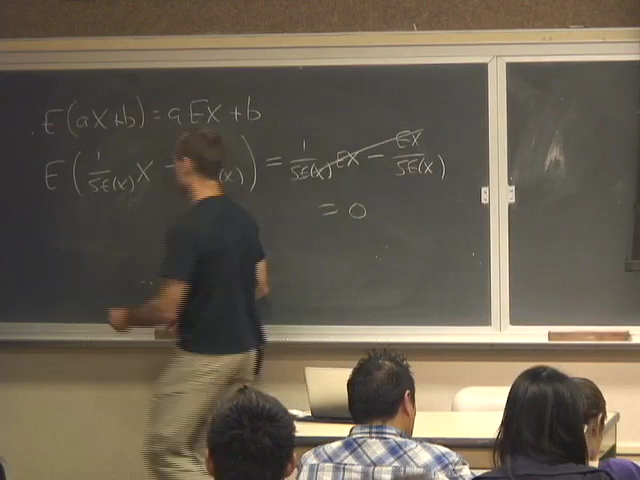 E(aX+b)=aEX+b
E(1/SE(X) X − (X)) = 1/SE(X) EX − EX/SE(X)
= 0